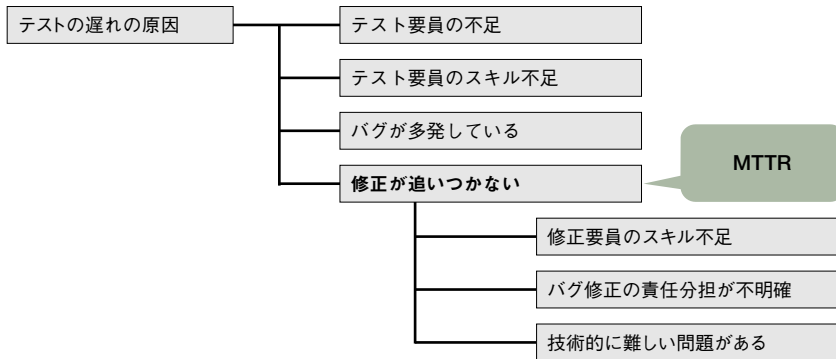 テストの遅れの原因
テスト要員の不足
テスト要員のスキル不足
バグが多発している
修正が追いつかない
MTTR
修正要員のスキル不足
バグ修正の責任分担が不明確
技術的に難しい問題がある